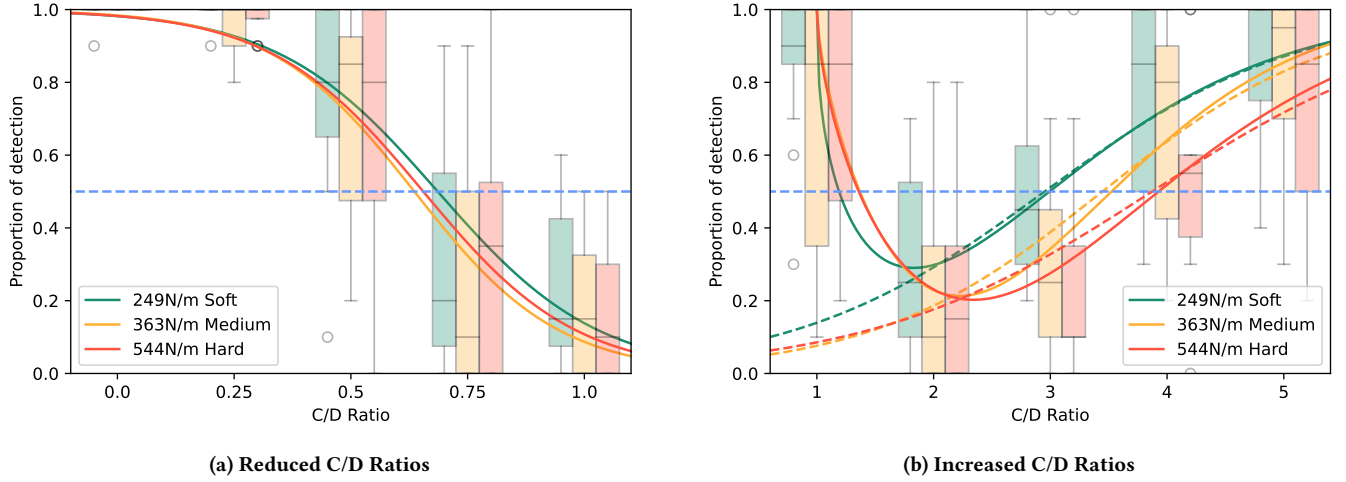 1.0
0.8
0.6
0.4
0.2
0.0
Proportion of detection
249N/m Soft
363N/m Medium
544N/m Hard
0.0 0.25 0.5 0.75 1.0
C/D Ratio
(a) Reduced C/D Ratios
1.0
0.8
0.6
0.4
0.2
0.0
Proportion of detection
249N/m Soft
363N/m Medium
544N/m Hard
1 2 3 4 5
C/D Ratio
(b) Increased C/D Ratios